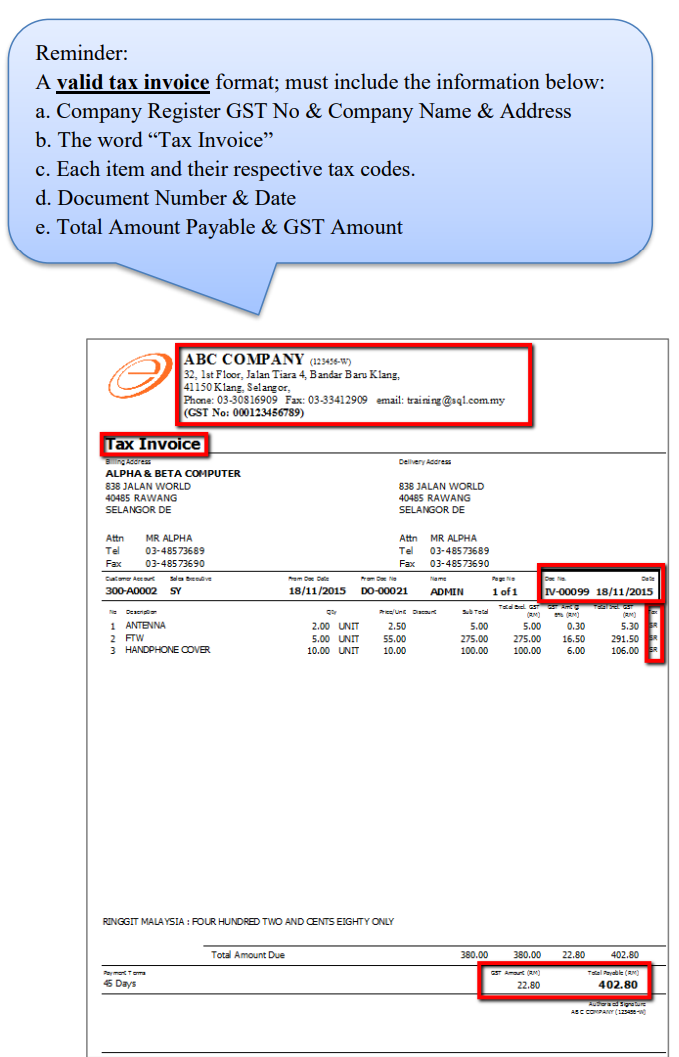 Reminder:
A valid tax invoice format; must include the information below:
a. Company Register GST No & Company Name & Address
b. The word “Tax Invoice”
c. Each item and their respective tax codes.
d. Document Number & Date
e. Total Amount Payable & GST Amount
ABC COMPANY (123456-W)
32, 1st Floor, Jalan Tiara 4, Bandar Baru Klang,
41150 Klang, Selangor,
Phone: 03-30816909 Fax: 03-33412909 email: training@sql.com.my
(GST No: 000123456789)
Tax Invoice
Billing Address Delivery Address
ALPHA & BETA COMPUTER
838 JALAN WORLD 838 JALAN WORLD
40485 RAWANG 40485 RAWANG
SELANGOR DE SELANGOR DE
Attn MR ALPHA Attn MR ALPHA
Tel 03-48573689 Tel 03-48573689
Fax 03-48573690 Fax 03-48573690
Customer Account Sales Executive From Doc Date From Doc No Name Page No Doc No. Date
300-A0002 SY 18/11/2015 DO-00021 ADMIN 1 of 1 IV-00099 18/11/2015
No Description Qty Price/Unit Discount Sub Total Total Excl. GST (RM) GST Amt @ 6% (RM) Total Incl. GST (RM) Tax
1 ANTENNA 2.00 UNIT 2.50 5.00 5.00 0.30 5.30 SR
2 FTW 5.00 UNIT 55.00 275.00 275.00 16.50 291.50 SR
3 HANDPHONE COVER 10.00 UNIT 10.00 100.00 100.00 6.00 106.00 SR
RINGGIT MALAYSIA : FOUR HUNDRED TWO AND CENTS EIGHTY ONLY
Total Amount Due 380.00 380.00 22.80 402.80
Payment Terms GST Amount (RM) Total Payable (RM)
45 Days 22.80 402.80
Authorised Signature
ABC COMPANY (123456-W)